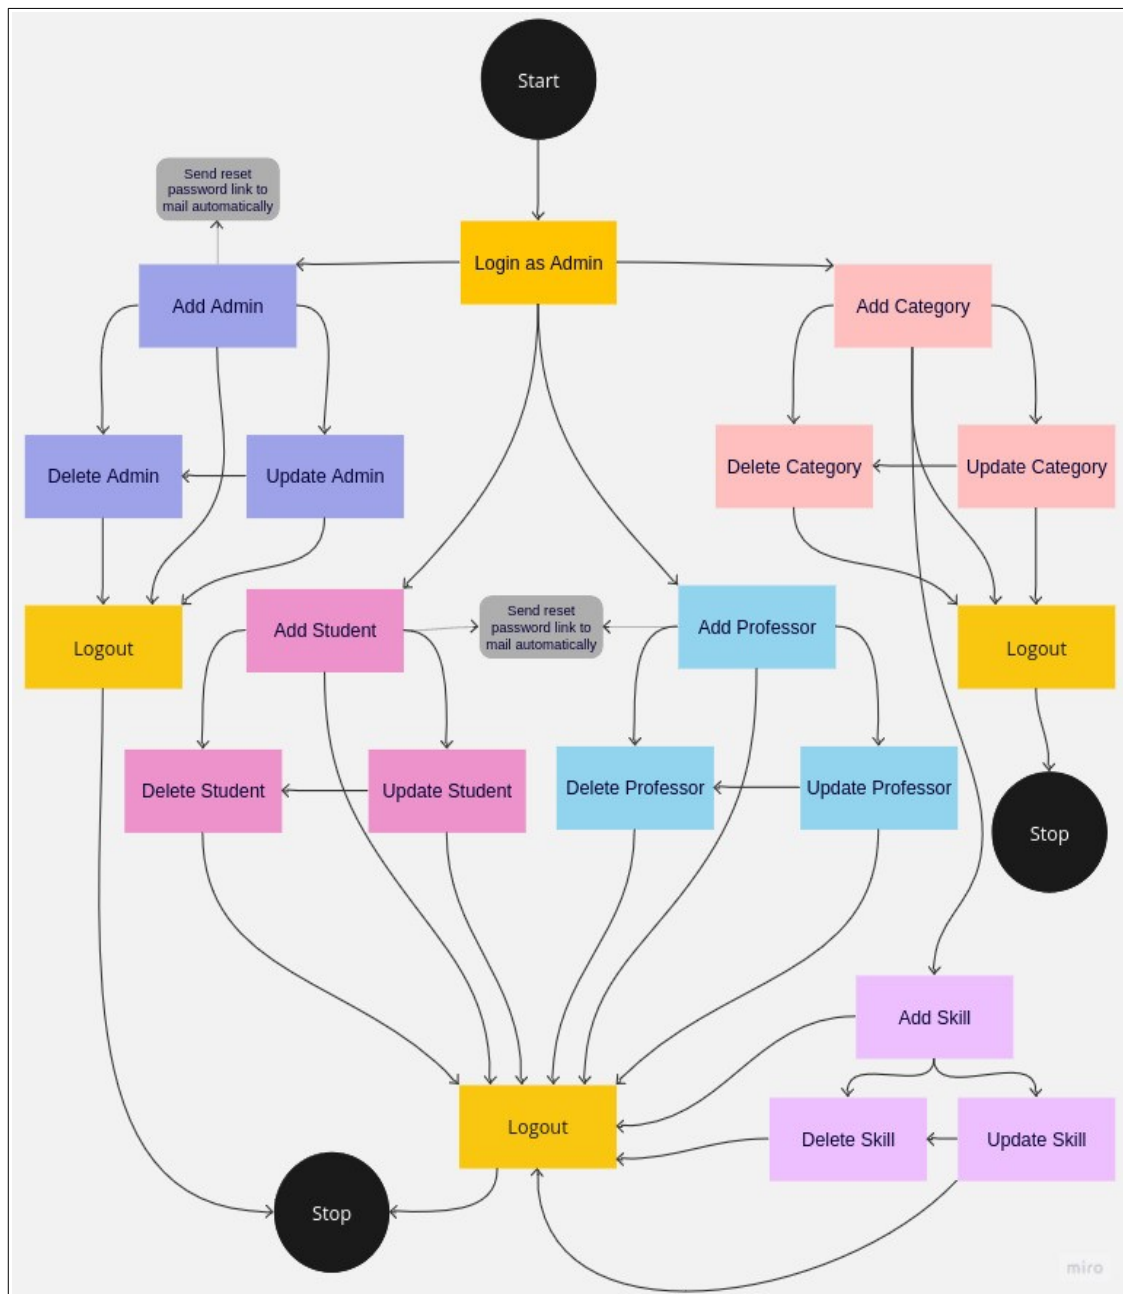 Start
Send reset
password link to
mail automatically
Login as Admin
Add Admin
Add Category
Delete Admin
Update Admin
Delete Category
Update Category
Logout
Add Student
Send reset
password link to
mail automatically
Add Professor
Logout
Delete Student
Update Student
Delete Professor
Update Professor
Stop
Add Skill
Logout
Delete Skill
Update Skill
Stop
miro